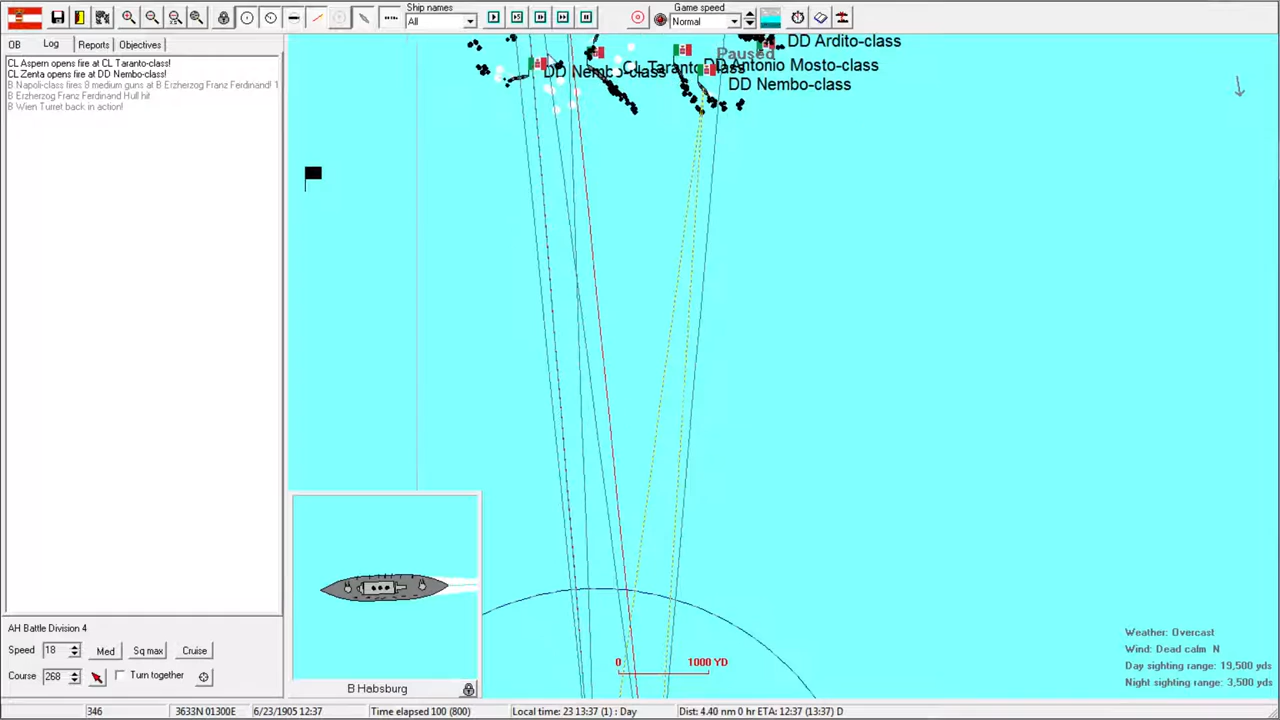 Ship names
Game speed
All
Normal
OB
Log
Reports
Objectives
CL Aspern opens fire at CL Taranto-class!
CL Zenta opens fire at DD Nembo-class!
B Napoli-class fires 8 medium guns at B Erzherzog Franz Ferdinand! 1
B Erzherzog Franz Ferdinand Hull hit
B Wien Turret back in action!
DD Ardito-class
Paused
DD Nembo-class
CL Taranto-class
DD Antonio Mosto-class
DD Nembo-class
AH Battle Division 4
Speed
18
Med
Sq max
Cruise
Course
268
Turn together
B Habsburg
0
1000 YD
Weather: Overcast
Wind: Dead calm N
Day sighting range: 19,500 yds
Night sighting range: 3,500 yds
346
3633N 01300E
6/23/1905 12:37
Time elapsed 100 (800)
Local time: 23 13:37 (1) : Day
Dist: 4.40 nm 0 hr ETA: 12:37 (13:37) D